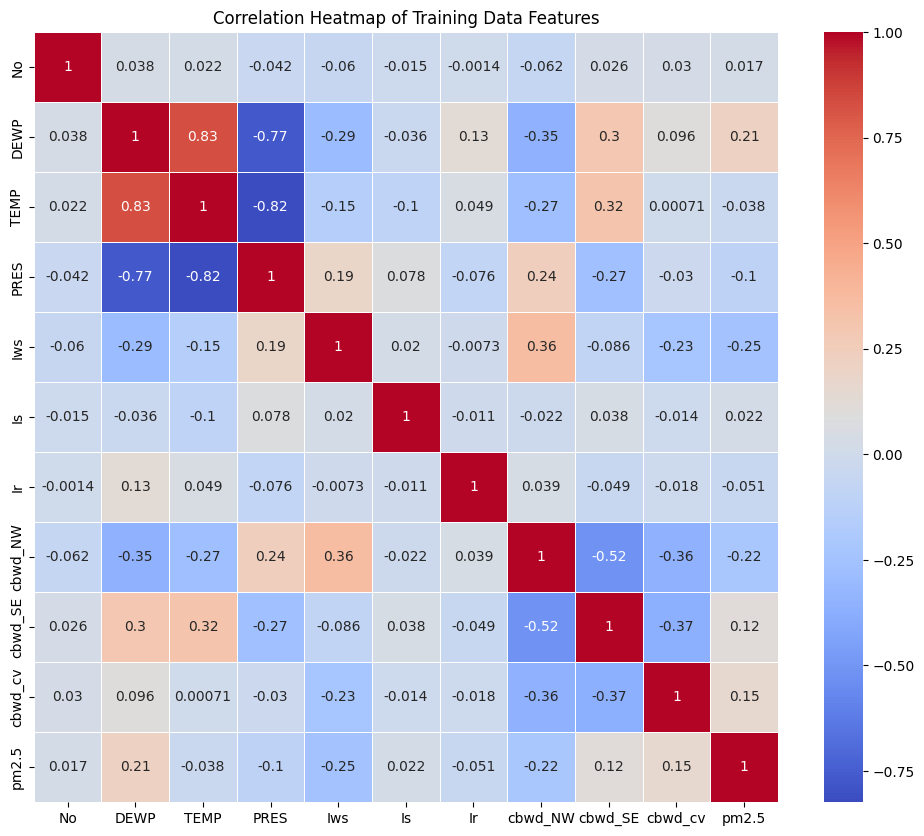 Correlation Heatmap of Training Data Features
No 1 0.038 0.022 -0.042 -0.06 -0.015 -0.0014 -0.062 0.026 0.03 0.017
DEWP 0.038 1 0.83 -0.77 -0.29 -0.036 0.13 -0.35 0.3 0.096 0.21
TEMP 0.022 0.83 1 -0.82 -0.15 -0.1 0.049 -0.27 0.32 0.00071 -0.038
PRES -0.042 -0.77 -0.82 1 0.19 0.078 -0.076 0.24 -0.27 -0.03 -0.1
Iws -0.06 -0.29 -0.15 0.19 1 0.02 -0.0073 0.36 -0.086 -0.23 -0.25
Is -0.015 -0.036 -0.1 0.078 0.02 1 -0.011 -0.022 0.038 -0.014 0.022
Ir -0.0014 0.13 0.049 -0.076 -0.0073 -0.011 1 0.039 -0.049 -0.018 -0.051
cbwd_NW -0.062 -0.35 -0.27 0.24 0.36 -0.022 0.039 1 -0.52 -0.36 -0.22
cbwd_SE 0.026 0.3 0.32 -0.27 -0.086 0.038 -0.049 -0.52 1 -0.37 0.12
cbwd_cv 0.03 0.096 0.00071 -0.03 -0.23 -0.014 -0.018 -0.36 -0.37 1 0.15
pm2.5 0.017 0.21 -0.038 -0.1 -0.25 0.022 -0.051 -0.22 0.12 0.15 1
No DEWP TEMP PRES Iws Is Ir cbwd_NW cbwd_SE cbwd_cv pm2.5
1.00
0.75
0.50
0.25
0.00
−0.25
−0.50
−0.75